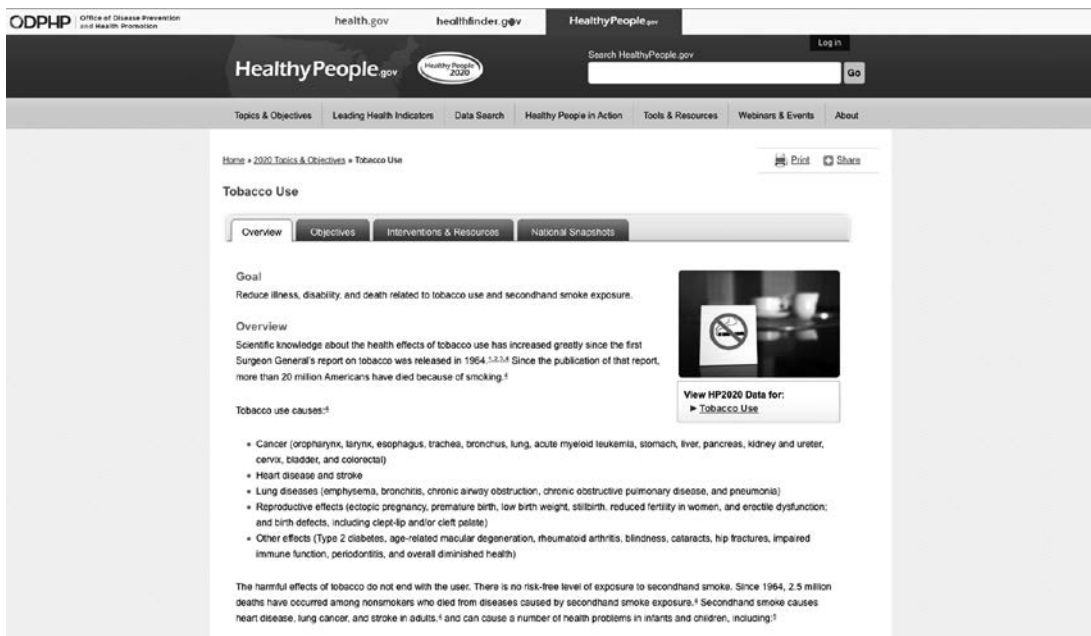 ODPHP Office of Disease Prevention
and Health Promotion
health.gov healthfinder.gov HealthyPeople.gov
Log in
HealthyPeople.gov Healthy People 2020
Search HealthyPeople.gov
Go
Topics & Objectives Leading Health Indicators Data Search Healthy People in Action Tools & Resources Webinars & Events About
Home » 2020 Topics & Objectives » Tobacco Use
Print Share
Tobacco Use
Overview Objectives Interventions & Resources National Snapshots
Goal
Reduce illness, disability, and death related to tobacco use and secondhand smoke exposure.
Overview
Scientific knowledge about the health effects of tobacco use has increased greatly since the first
Surgeon General's report on tobacco was released in 1964.1,2,3,4 Since the publication of that report,
more than 20 million Americans have died because of smoking.4
View HP2020 Data for:
► Tobacco Use
Tobacco use causes:4
• Cancer (oropharynx, larynx, esophagus, trachea, bronchus, lung, acute myeloid leukemia, stomach, liver, pancreas, kidney and ureter,
cervix, bladder, and colorectal)
• Heart disease and stroke
• Lung diseases (emphysema, bronchitis, chronic airway obstruction, chronic obstructive pulmonary disease, and pneumonia)
• Reproductive effects (ectopic pregnancy, premature birth, low birth weight, stillbirth, reduced fertility in women, and erectile dysfunction;
and birth defects, including clept-lip and/or cleft palate)
• Other effects (Type 2 diabetes, age-related macular degeneration, rheumatoid arthritis, blindness, cataracts, hip fractures, impaired
immune function, periodontitis, and overall diminished health)
The harmful effects of tobacco do not end with the user. There is no risk-free level of exposure to secondhand smoke. Since 1964, 2.5 million
deaths have occurred among nonsmokers who died from diseases caused by secondhand smoke exposure.4 Secondhand smoke causes
heart disease, lung cancer, and stroke in adults,4 and can cause a number of health problems in infants and children, including:5